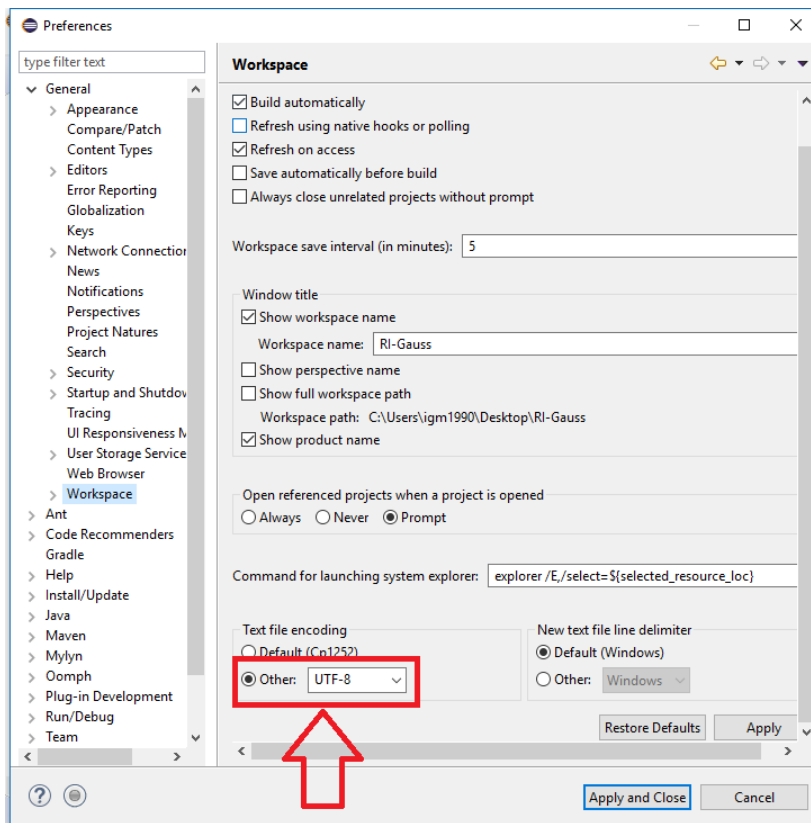 Preferences
type filter text
General
Appearance
Compare/Patch
Content Types
Editors
Error Reporting
Globalization
Keys
Network Connection
News
Notifications
Perspectives
Project Natures
Search
Security
Startup and Shutdov
Tracing
UI Responsiveness M
User Storage Service
Web Browser
Workspace
Ant
Code Recommenders
Gradle
Help
Install/Update
Java
Maven
Mylyn
Oomph
Plug-in Development
Run/Debug
Team
Workspace
Build automatically
Refresh using native hooks or polling
Refresh on access
Save automatically before build
Always close unrelated projects without prompt
Workspace save interval (in minutes): 5
Window title
Show workspace name
Workspace name: RI-Gauss
Show perspective name
Show full workspace path
Workspace path: C:\Users\igm1990\Desktop\RI-Gauss
Show product name
Open referenced projects when a project is opened
Always Never Prompt
Command for launching system explorer: explorer /E,/select=${selected_resource_loc}
Text file encoding
Default (Cp1252)
Other: UTF-8
New text file line delimiter
Default (Windows)
Other: Windows
Restore Defaults Apply
Apply and Close Cancel